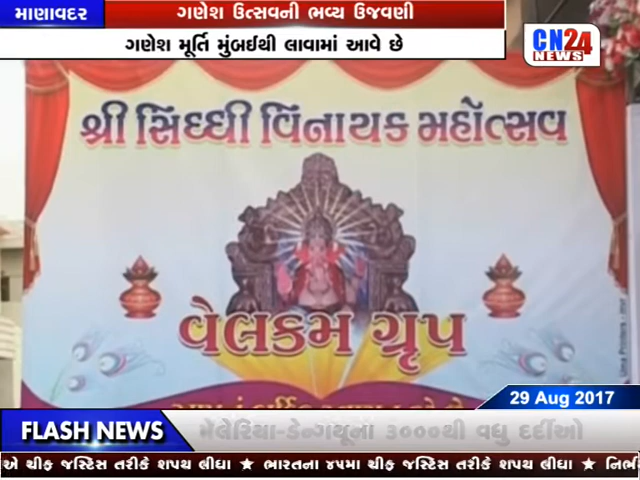 માણાવદર
ગણેશ ઉત્સવની ભવ્ય ઉજવણી
ગણેશ મૂર્તિ મુંબઈથી લાવામાં આવે છે
CN24
NEWS
શ્રી સિધ્ધી વિનાયક મહોત્સવ
વેલકમ ગ્રૃપ
29 Aug 2017
FLASH NEWS
મેલેરિયા-ડેન્ગ્યૂના ૩૦૦૦થી વધુ દર્દીઓ
એ ચીફ જસ્ટિસ તરીકે શપથ લીધા ★ ભારતના ૪૫મા ચીફ જસ્ટિસ તરીકે શપથ લીધા ★